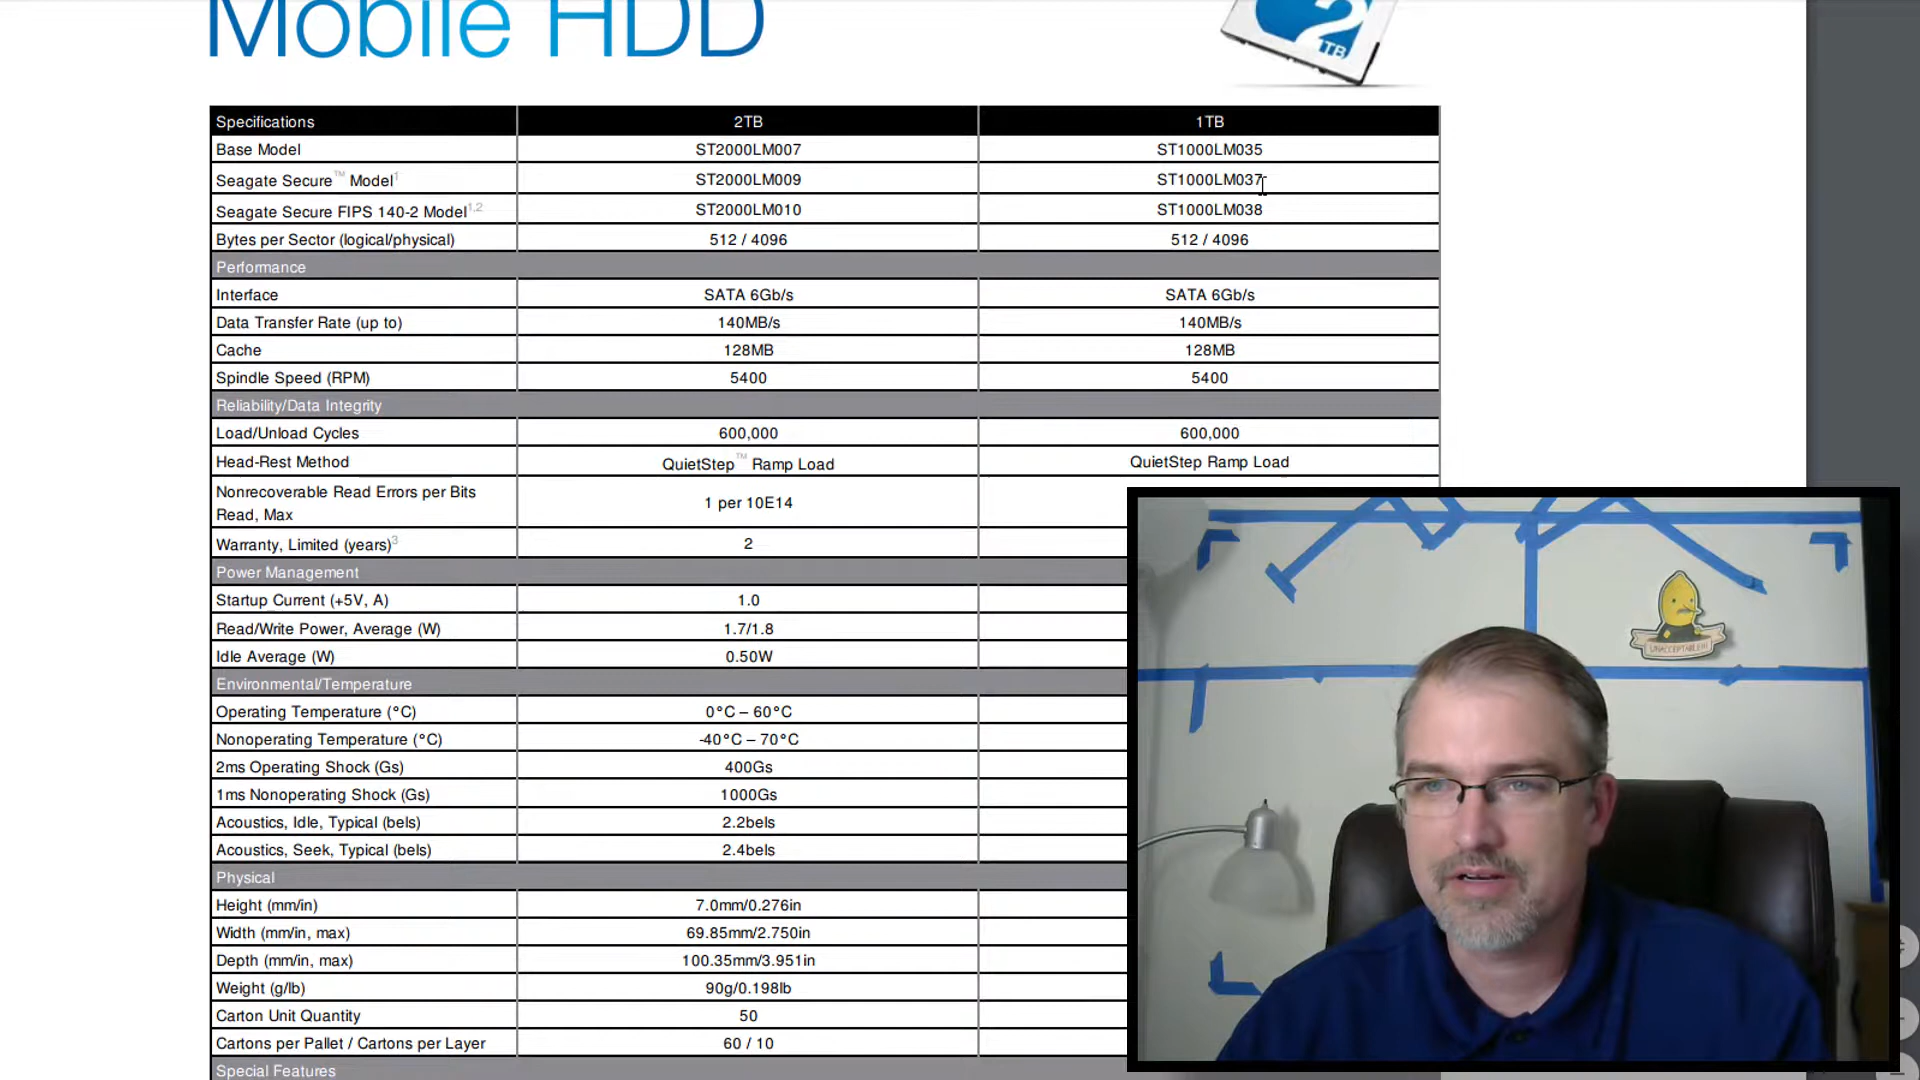 Mobile HDD
2
TB
Specifications 2TB 1TB
Base Model ST2000LM007 ST1000LM035
Seagate Secure™ Model1 ST2000LM009 ST1000LM037
Seagate Secure FIPS 140-2 Model1,2 ST2000LM010 ST1000LM038
Bytes per Sector (logical/physical) 512 / 4096 512 / 4096
Performance
Interface SATA 6Gb/s SATA 6Gb/s
Data Transfer Rate (up to) 140MB/s 140MB/s
Cache 128MB 128MB
Spindle Speed (RPM) 5400 5400
Reliability/Data Integrity
Load/Unload Cycles 600,000 600,000
Head-Rest Method QuietStep™ Ramp Load QuietStep Ramp Load
Nonrecoverable Read Errors per Bits
Read, Max 1 per 10E14
Warranty, Limited (years)3 2
Power Management
Startup Current (+5V, A) 1.0
Read/Write Power, Average (W) 1.7/1.8
Idle Average (W) 0.50W
Environmental/Temperature
Operating Temperature (°C) 0°C – 60°C
Nonoperating Temperature (°C) -40°C – 70°C
2ms Operating Shock (Gs) 400Gs
1ms Nonoperating Shock (Gs) 1000Gs
Acoustics, Idle, Typical (bels) 2.2bels
Acoustics, Seek, Typical (bels) 2.4bels
Physical
Height (mm/in) 7.0mm/0.276in
Width (mm/in, max) 69.85mm/2.750in
Depth (mm/in, max) 100.35mm/3.951in
Weight (g/lb) 90g/0.198lb
Carton Unit Quantity 50
Cartons per Pallet / Cartons per Layer 60 / 10
Special Features
UNACCEPTABLE!!